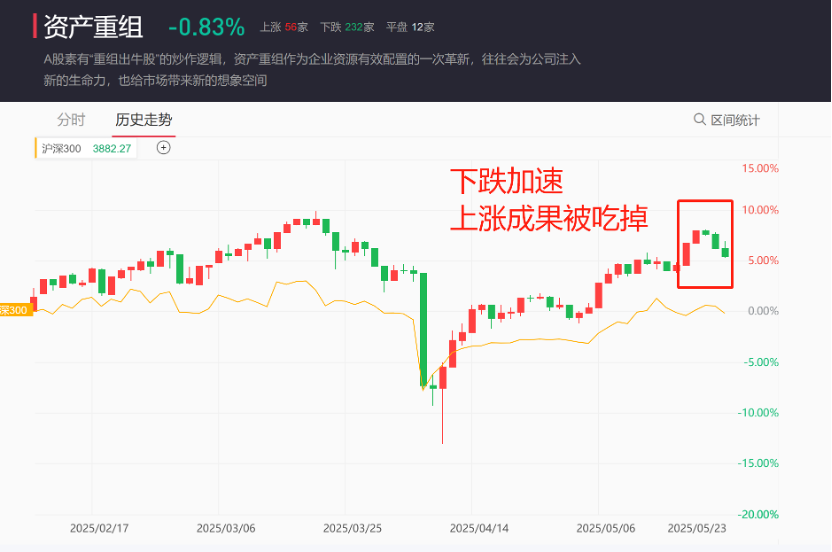 资产重组 -0.83% 上涨 56家 下跌 232家 平盘 12家
A股素有“重组出牛股”的炒作逻辑，资产重组作为企业资源有效配置的一次革新，往往会为公司注入
新的生命力，也给市场带来新的想象空间
分时 历史走势 区间统计
沪深300 3882.27
下跌加速
上涨成果被吃掉
15.00%
10.00%
5.00%
深300 0.00%
-5.00%
-10.00%
-15.00%
-20.00%
2025/02/17 2025/03/06 2025/03/25 2025/04/14 2025/05/06 2025/05/23